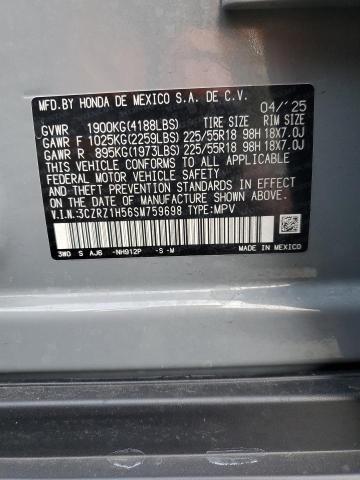 MFD.BY HONDA DE MEXICO S.A. DE C.V. 04/'25
GVWR 1900KG(4188LBS) TIRE SIZE RIM SIZE
GAWR F 1025KG(2259LBS) 225/55R18 98H 18X7.0J
GAWR R 895KG(1973LBS) 225/55R18 98H 18X7.0J
THIS VEHICLE CONFORMS TO ALL APPLICABLE
FEDERAL MOTOR VEHICLE SAFETY
AND THEFT PREVENTION STANDARDS IN EFFECT
ON THE DATE OF MANUFACTURE SHOWN ABOVE.
V.I.N.:3CZRZ1H56SM759698 TYPE:MPV
3W0 S AJ6 -NH912P -S -M MADE IN MEXICO